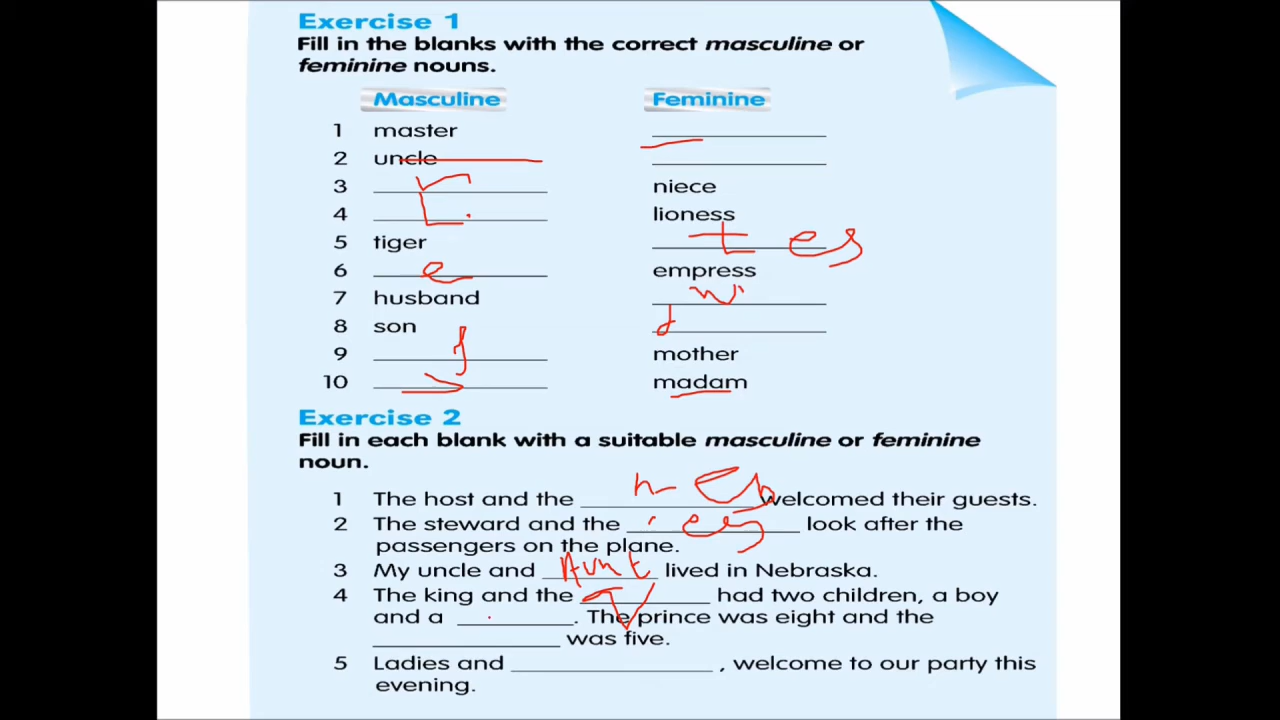 Exercise 1
Fill in the blanks with the correct masculine or
feminine nouns.
Masculine Feminine
1 master
2 uncle
3 niece
4 L lioness
5 tiger t es
6 e empress
7 husband wi
8 son d
9 f mother
10 madam
Exercise 2
Fill in each blank with a suitable masculine or feminine
noun.
1 The host and the h es welcomed their guests.
2 The steward and the es look after the
passengers on the plane.
3 My uncle and Aunt lived in Nebraska.
4 The king and the had two children, a boy
and a . The prince was eight and the
was five.
5 Ladies and , welcome to our party this
evening.